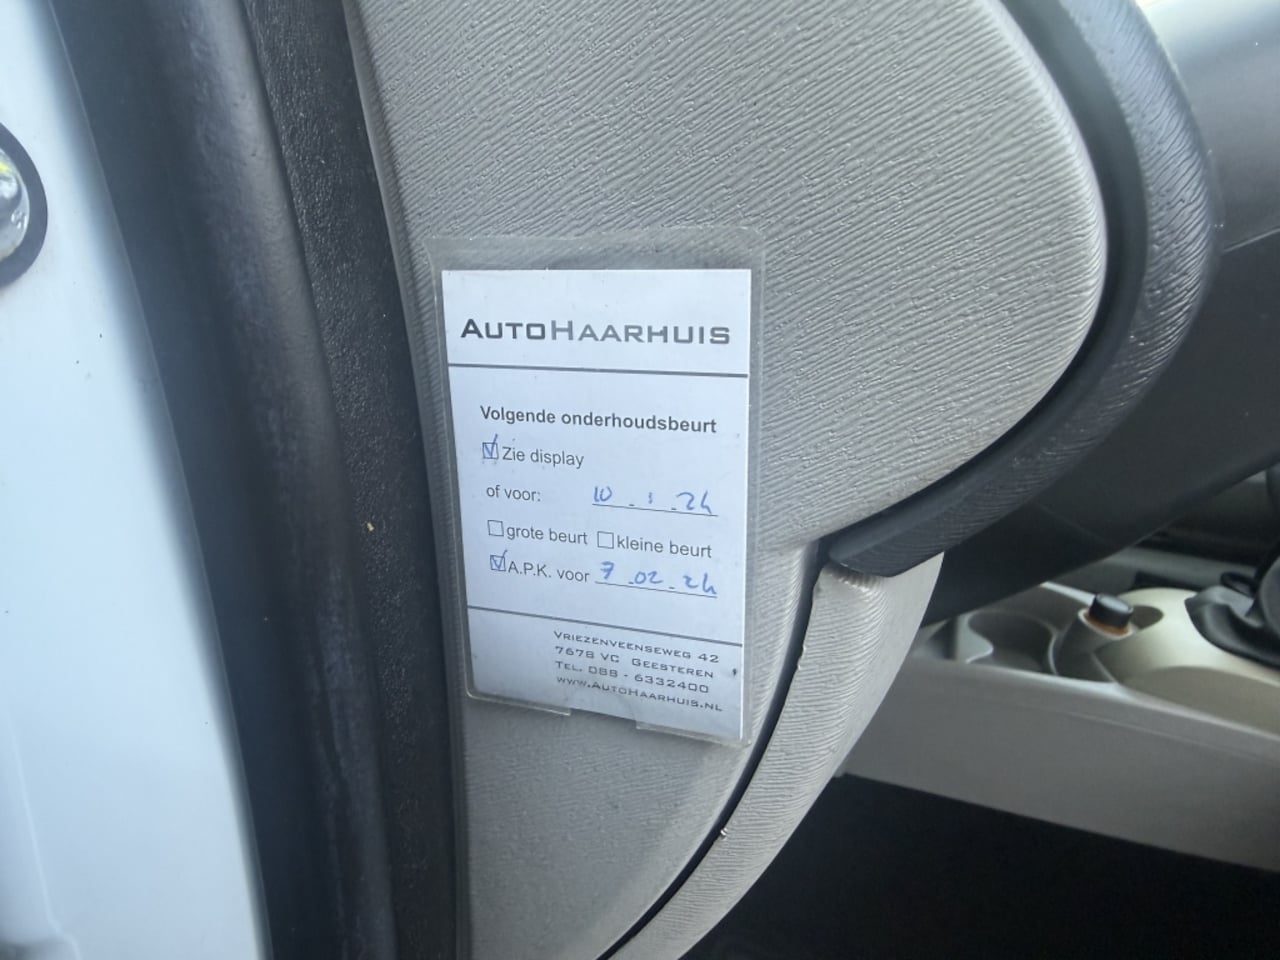 AUTOHAARHUIS
Volgende onderhoudsbeurt
Zie display
of voor: 10 . 1 . 24
grote beurt kleine beurt
A.P.K. voor 7 . 02 . 24
VRIEZENVEENSEWEG 42
7678 VC GEESTEREN
TEL. 088 - 6332400
WWW.AUTOHAARHUIS.NL